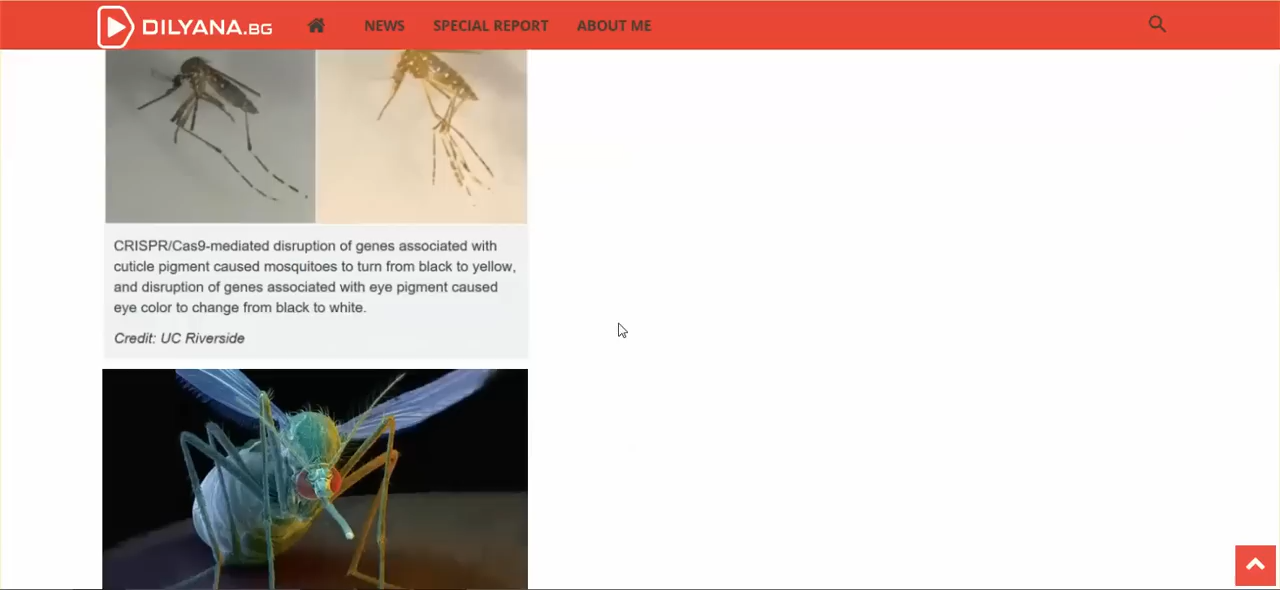 DILYANA.BG NEWS SPECIAL REPORT ABOUT ME
CRISPR/Cas9-mediated disruption of genes associated with
cuticle pigment caused mosquitoes to turn from black to yellow,
and disruption of genes associated with eye pigment caused
eye color to change from black to white.
Credit: UC Riverside